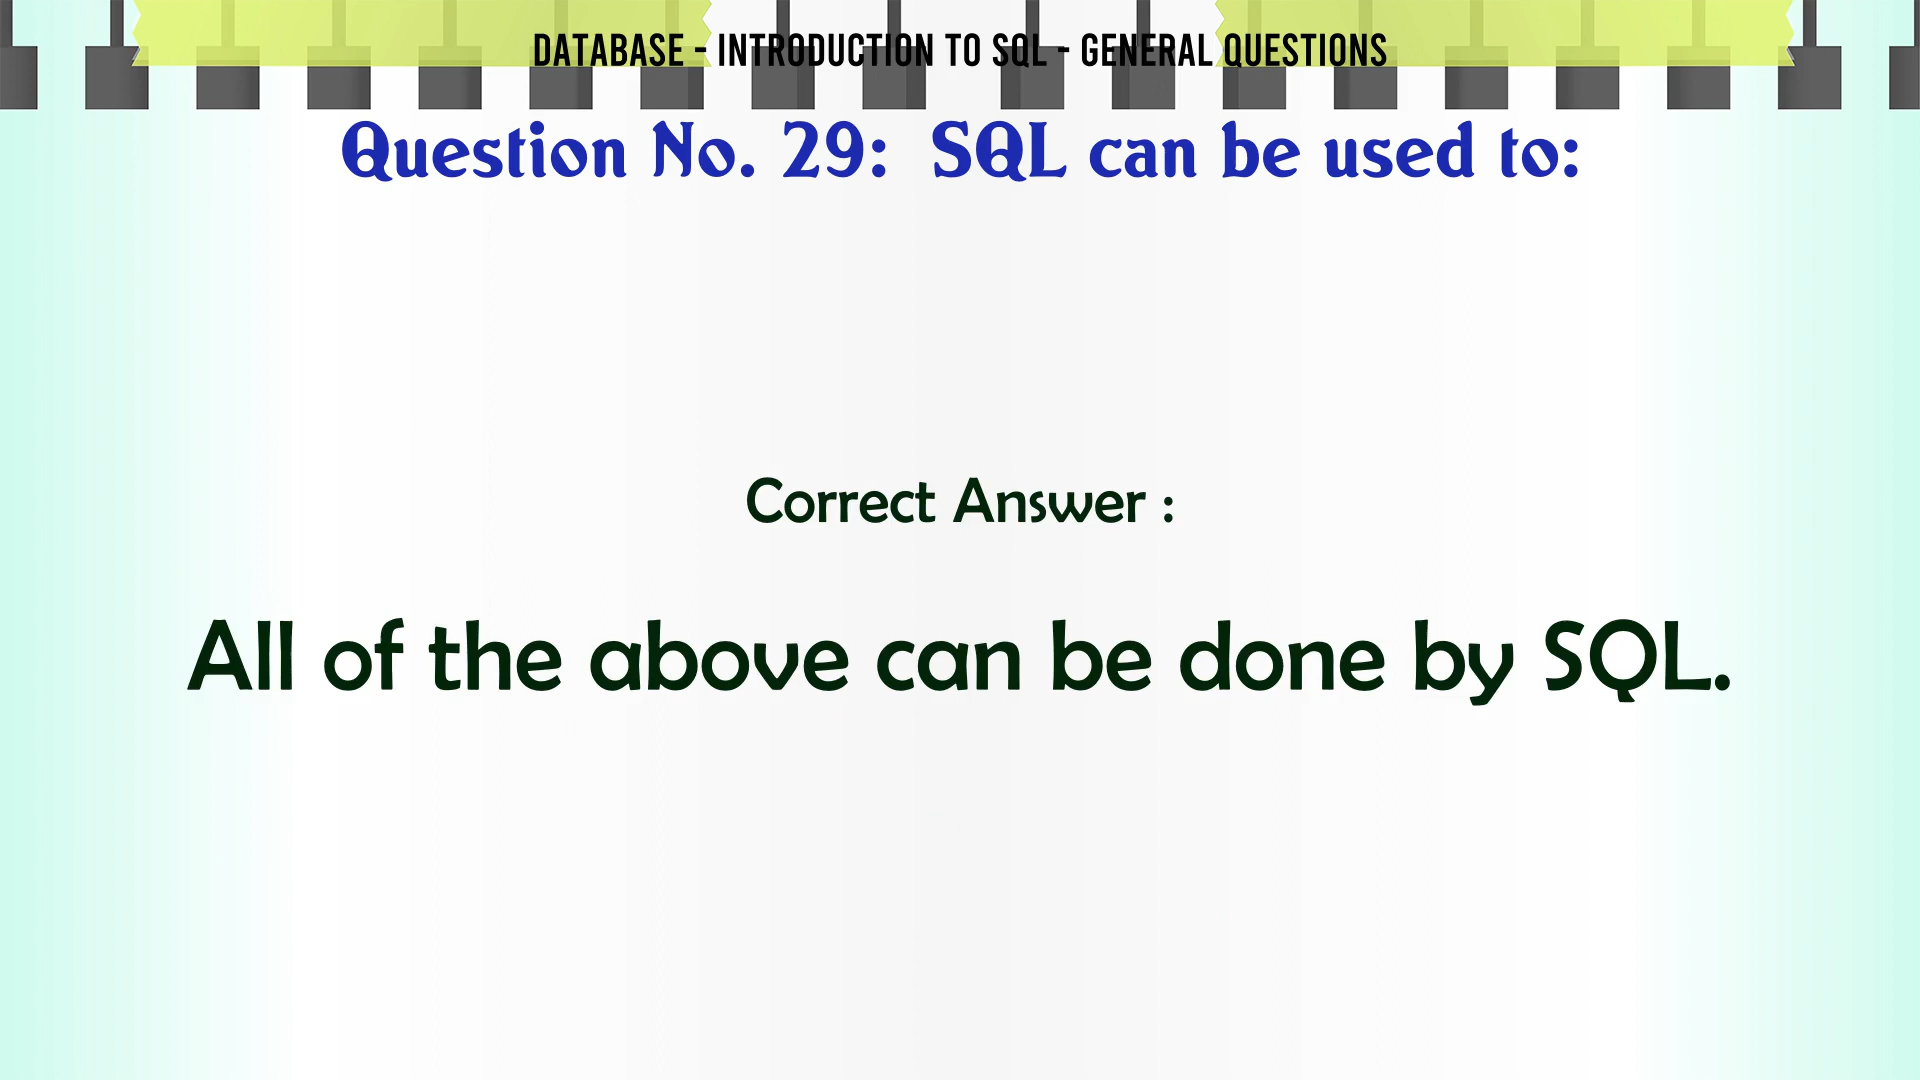 DATABASE - INTRODUCTION TO SQL - GENERAL QUESTIONS
Question No. 29: SQL can be used to:
Correct Answer :
All of the above can be done by SQL.